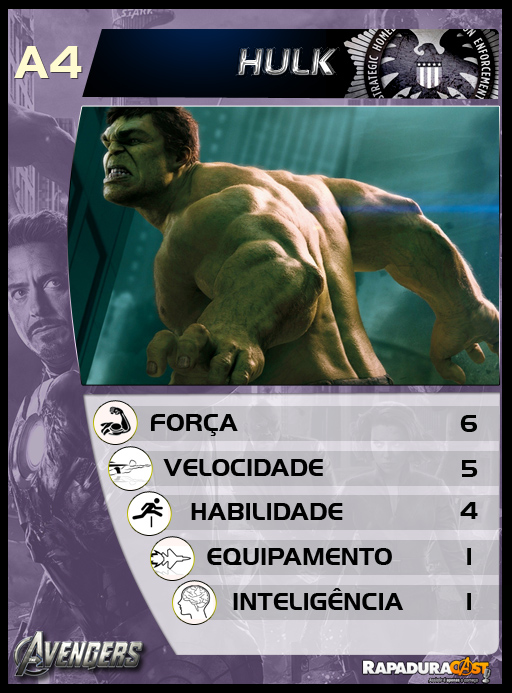 A4
HULK
STRATEGIC HOME
ON ENFORCEMENT
FORÇA 6
VELOCIDADE 5
HABILIDADE 4
EQUIPAMENTO 1
INTELIGÊNCIA 1
AVENGERS
RAPADURACAST